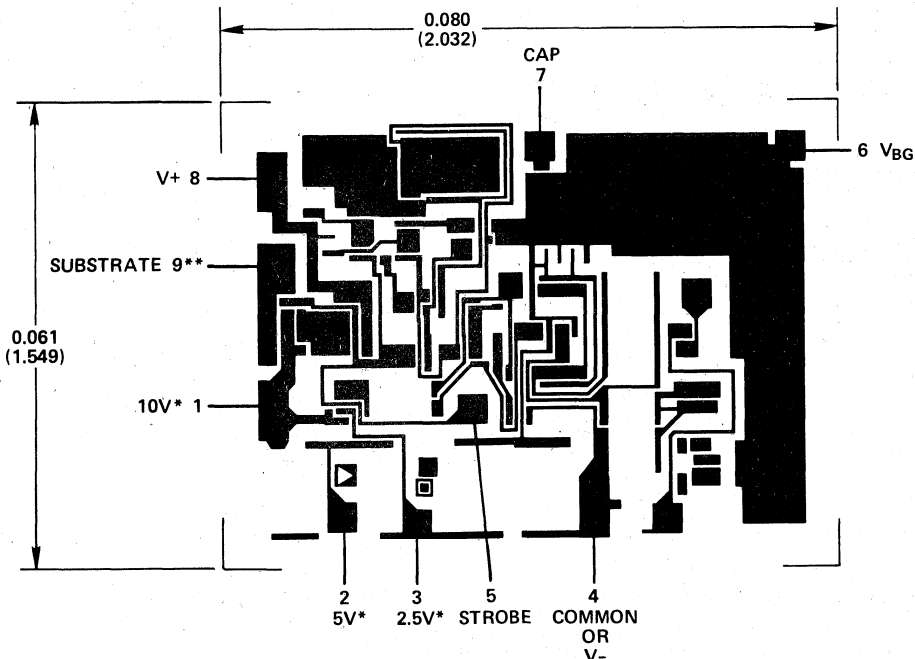 0.080
(2.032)
CAP
7
6 VBG
V+ 8
SUBSTRATE 9**
0.061
(1.549)
10V* 1
2
5V*
3
2.5V*
5
STROBE
4
COMMON
OR
V–